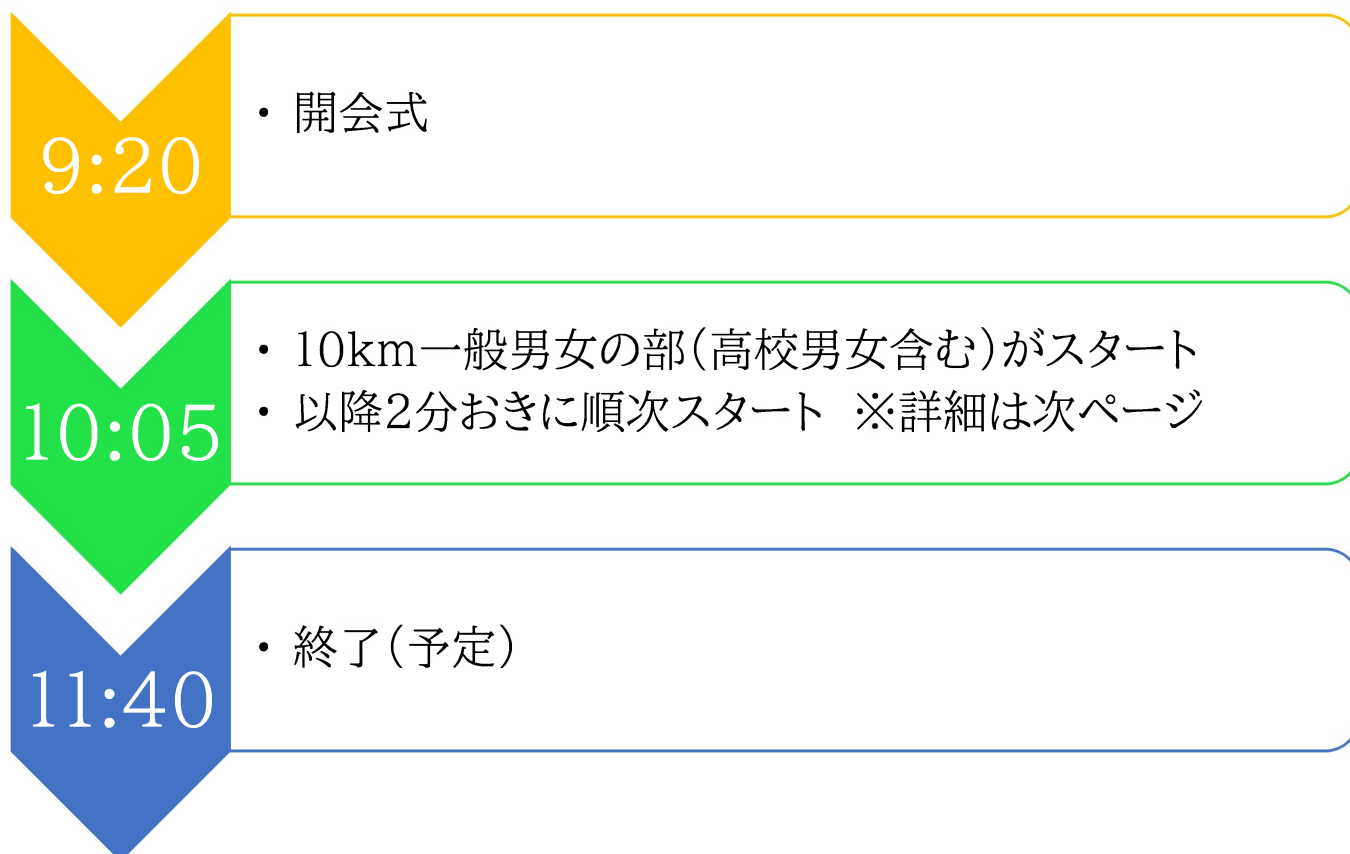 9:20
・ 開会式
10:05
・ 10km一般男女の部(高校男女含む)がスタート
・ 以降2分おきに順次スタート ※詳細は次ページ
11:40
・ 終了(予定)